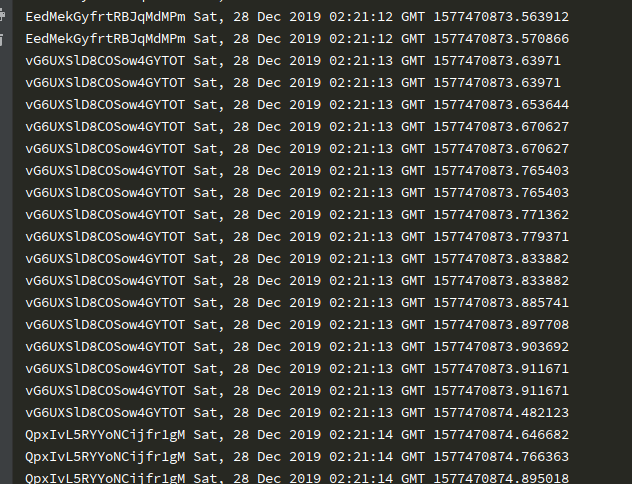 EedMekGyfrtRBJqMdMPm Sat, 28 Dec 2019 02:21:12 GMT 1577470873.563912
EedMekGyfrtRBJqMdMPm Sat, 28 Dec 2019 02:21:12 GMT 1577470873.570866
vG6UXSlD8COSow4GYTOT Sat, 28 Dec 2019 02:21:13 GMT 1577470873.63971
vG6UXSlD8COSow4GYTOT Sat, 28 Dec 2019 02:21:13 GMT 1577470873.63971
vG6UXSlD8COSow4GYTOT Sat, 28 Dec 2019 02:21:13 GMT 1577470873.653644
vG6UXSlD8COSow4GYTOT Sat, 28 Dec 2019 02:21:13 GMT 1577470873.670627
vG6UXSlD8COSow4GYTOT Sat, 28 Dec 2019 02:21:13 GMT 1577470873.670627
vG6UXSlD8COSow4GYTOT Sat, 28 Dec 2019 02:21:13 GMT 1577470873.765403
vG6UXSlD8COSow4GYTOT Sat, 28 Dec 2019 02:21:13 GMT 1577470873.765403
vG6UXSlD8COSow4GYTOT Sat, 28 Dec 2019 02:21:13 GMT 1577470873.771362
vG6UXSlD8COSow4GYTOT Sat, 28 Dec 2019 02:21:13 GMT 1577470873.779371
vG6UXSlD8COSow4GYTOT Sat, 28 Dec 2019 02:21:13 GMT 1577470873.833882
vG6UXSlD8COSow4GYTOT Sat, 28 Dec 2019 02:21:13 GMT 1577470873.833882
vG6UXSlD8COSow4GYTOT Sat, 28 Dec 2019 02:21:13 GMT 1577470873.885741
vG6UXSlD8COSow4GYTOT Sat, 28 Dec 2019 02:21:13 GMT 1577470873.897708
vG6UXSlD8COSow4GYTOT Sat, 28 Dec 2019 02:21:13 GMT 1577470873.903692
vG6UXSlD8COSow4GYTOT Sat, 28 Dec 2019 02:21:13 GMT 1577470873.911671
vG6UXSlD8COSow4GYTOT Sat, 28 Dec 2019 02:21:13 GMT 1577470873.911671
vG6UXSlD8COSow4GYTOT Sat, 28 Dec 2019 02:21:13 GMT 1577470874.482123
QpxIvL5RYYoNCijfr1gM Sat, 28 Dec 2019 02:21:14 GMT 1577470874.646682
QpxIvL5RYYoNCijfr1gM Sat, 28 Dec 2019 02:21:14 GMT 1577470874.766363
QpxIvL5RYYoNCijfr1gM Sat, 28 Dec 2019 02:21:14 GMT 1577470874.895018